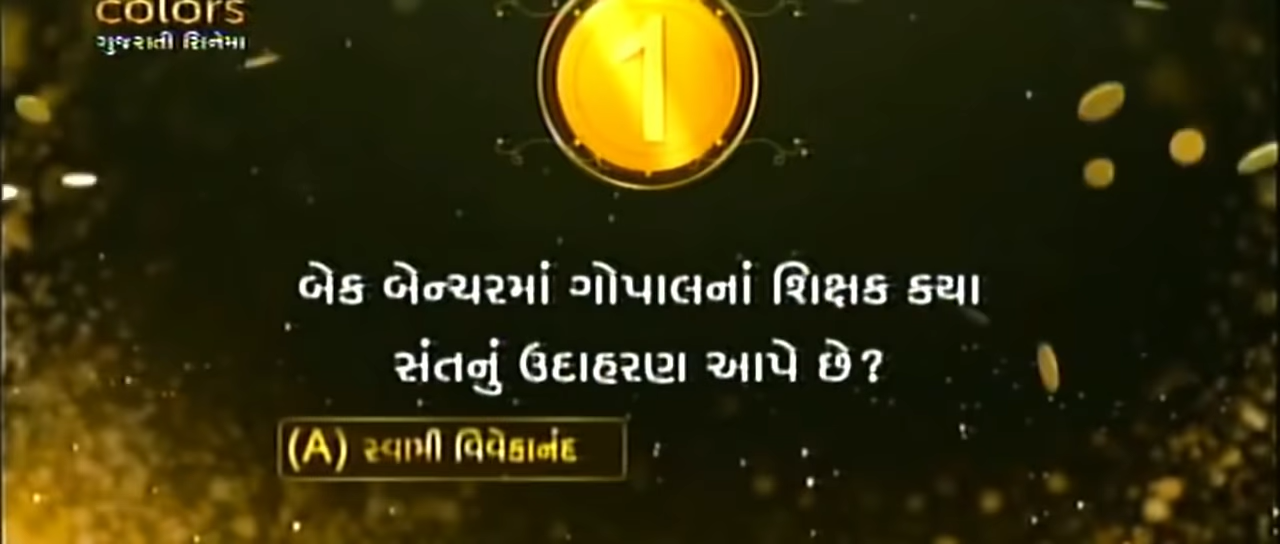 colors
ગુજરાતી સિનેમા
1
બેક બેન્ચરમાં ગોપાલનાં શિક્ષક કયા
સંતનું ઉદાહરણ આપે છે?
(A) સ્વામી વિવેકાનંદ